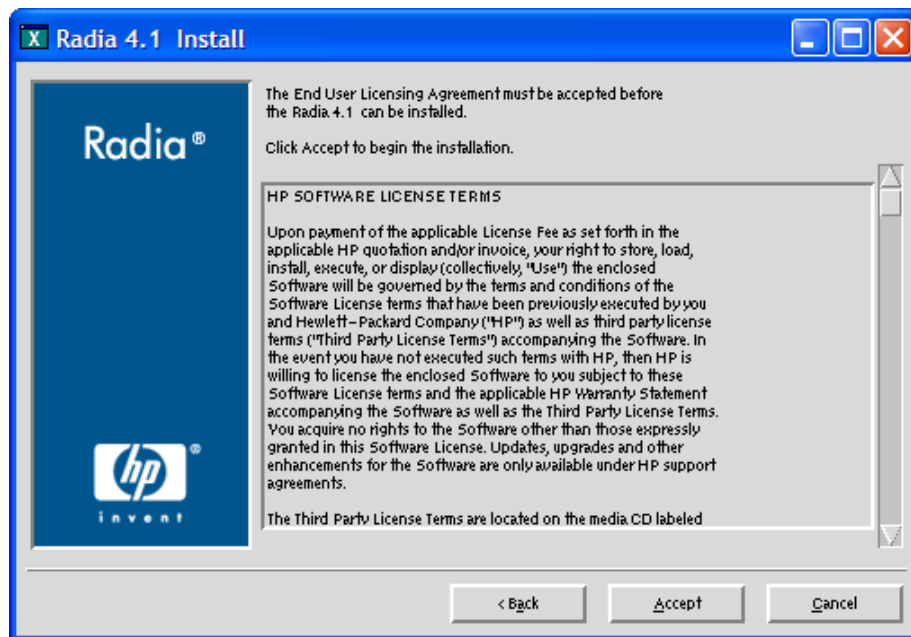 X Radia 4.1 Install
The End User Licensing Agreement must be accepted before
the Radia 4.1 can be installed.
Click Accept to begin the installation.
Radia®
HP SOFTWARE LICENSE TERMS
Upon payment of the applicable License Fee as set forth in the
applicable HP quotation and/or invoice, your right to store, load,
install, execute, or display (collectively, "Use") the enclosed
Software will be governed by the terms and conditions of the
Software License terms that have been previously executed by you
and Hewlett-Packard Company ("HP") as well as third party license
terms ("Third Party License Terms") accompanying the Software. In
the event you have not executed such terms with HP, then HP is
willing to license the enclosed Software to you subject to these
Software License terms and the applicable HP Warranty Statement
accompanying the Software as well as the Third Party License Terms.
You acquire no rights to the Software other than those expressly
granted in this Software License. Updates, upgrades and other
enhancements for the Software are only available under HP support
agreements.
The Third Party License Terms are located on the media CD labeled
hp®
invent
< Back
Accept
Cancel